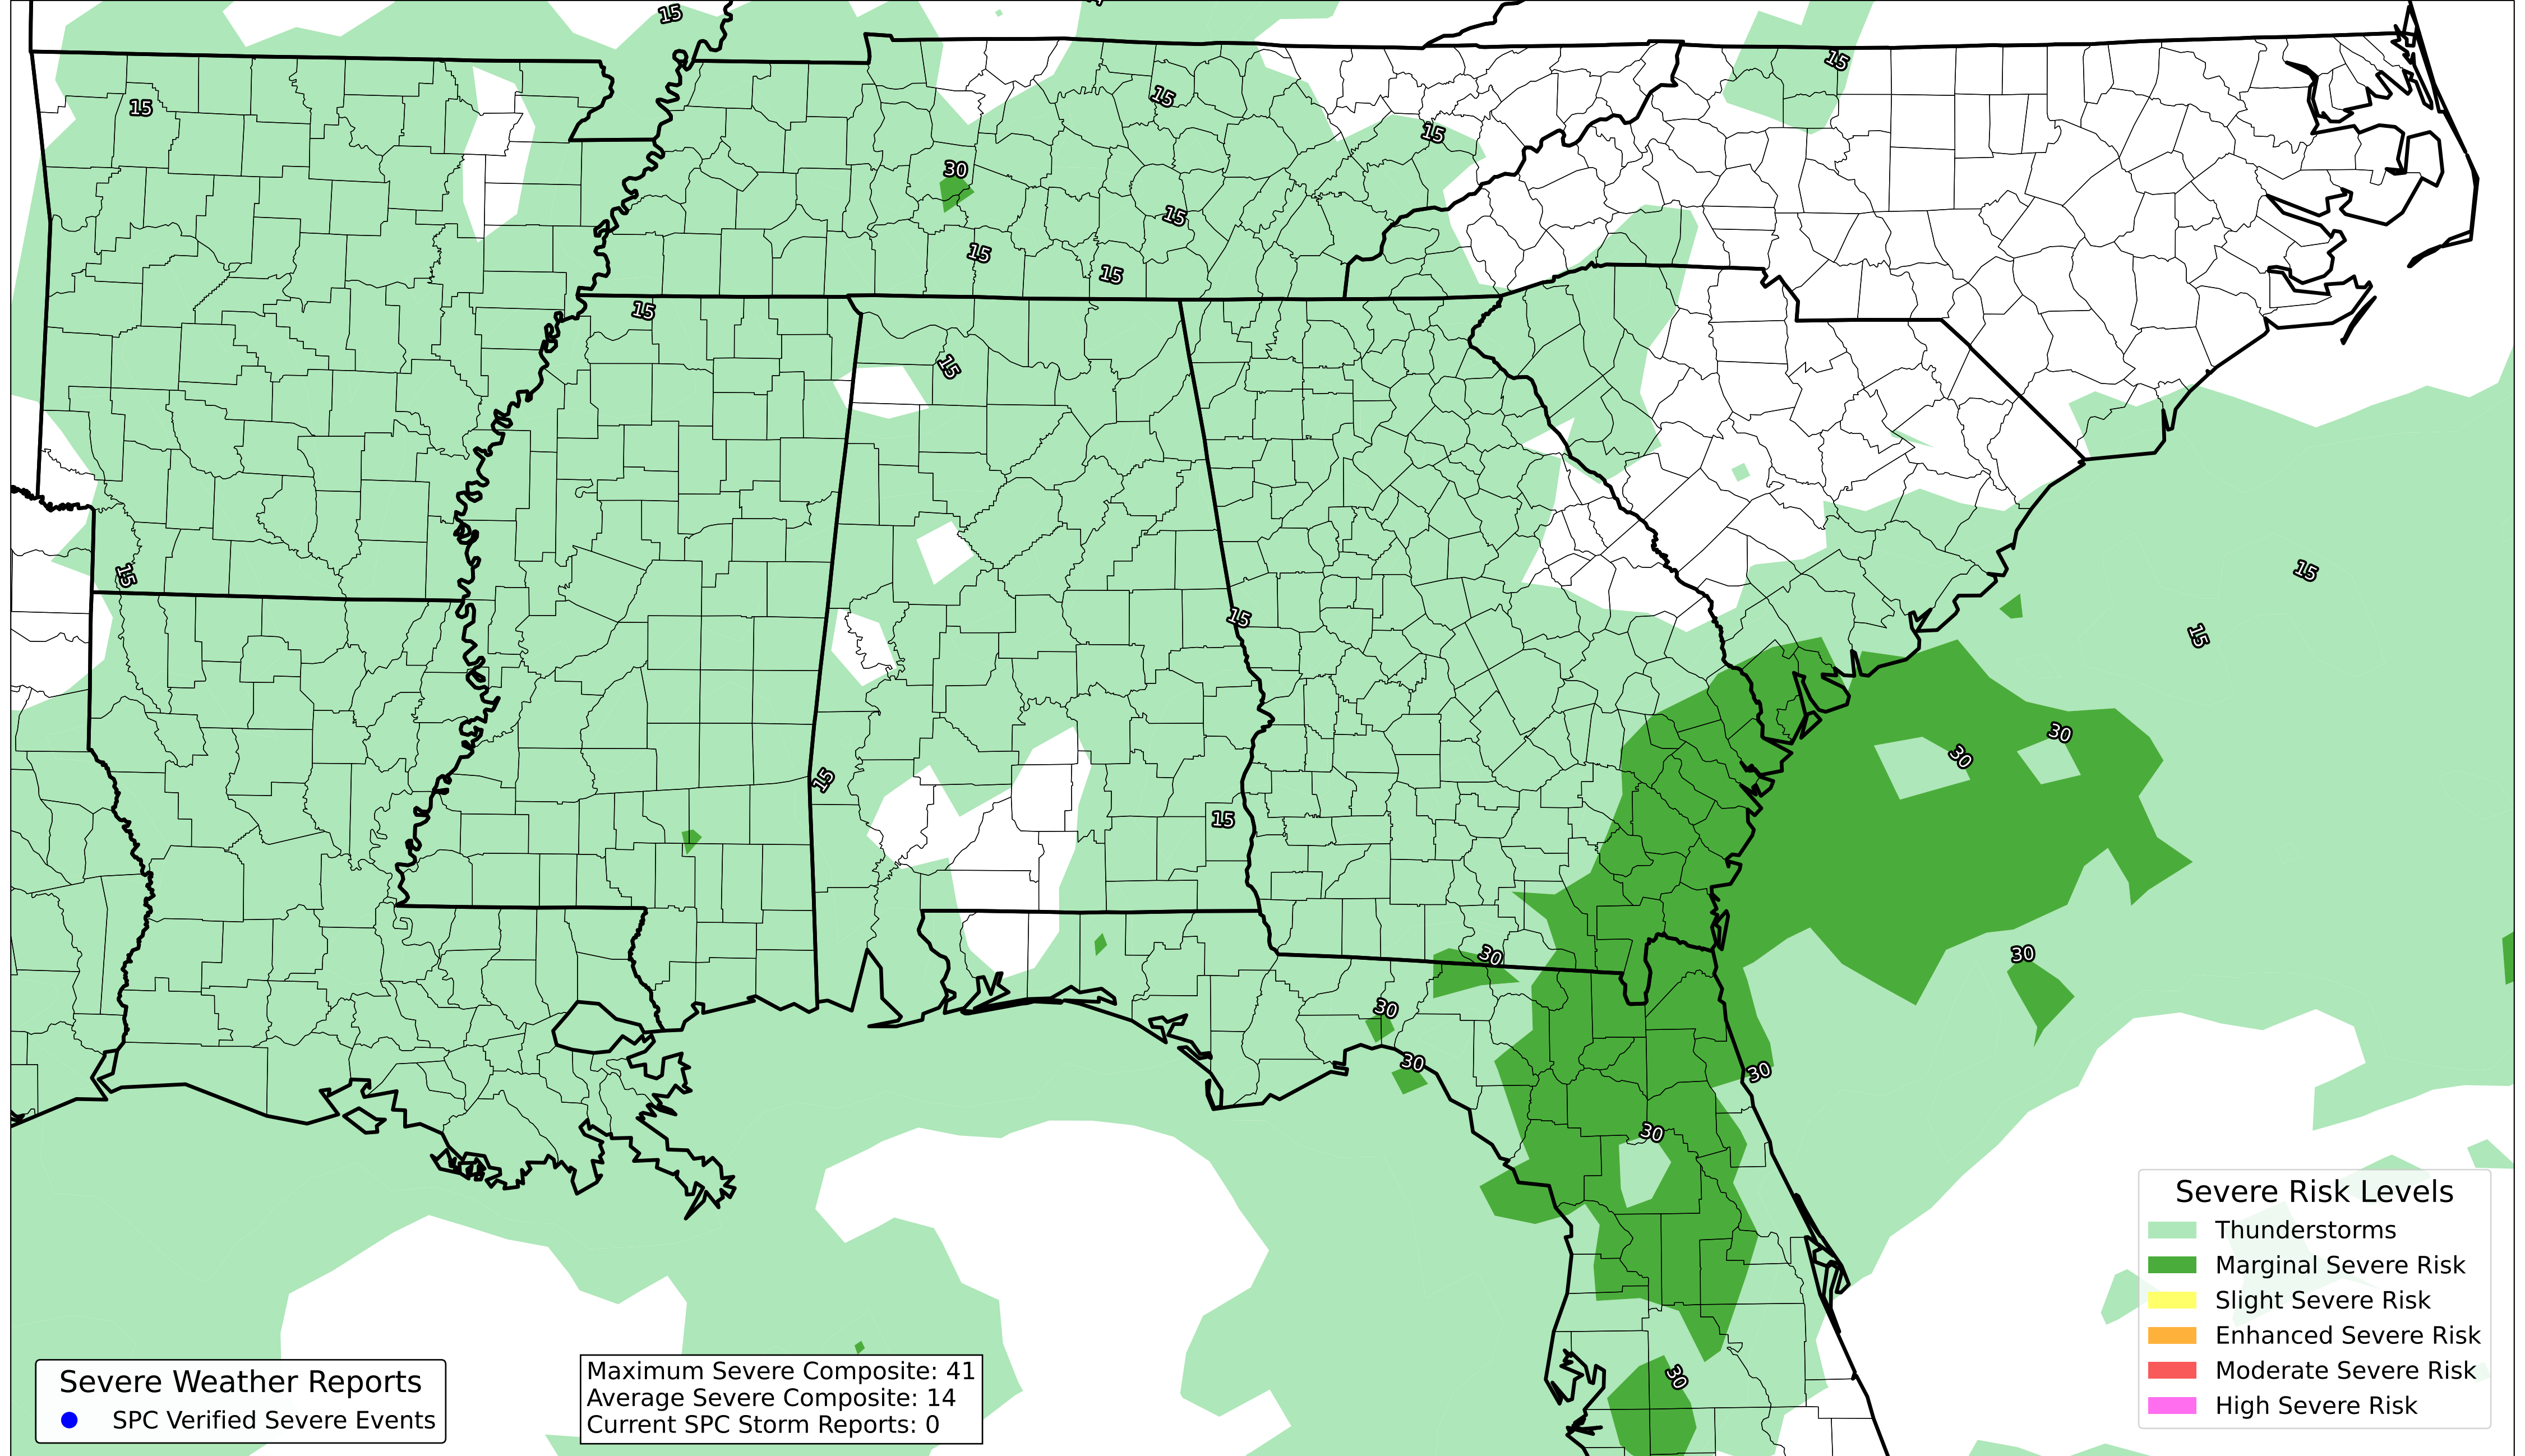 15
15
15
15
15
30
15
15
15
15
15
15
15
15
15
15
30
30
15
15
30
30
30
30
30
30
30
Severe Risk Levels
Thunderstorms
Marginal Severe Risk
Slight Severe Risk
Enhanced Severe Risk
Moderate Severe Risk
High Severe Risk
Severe Weather Reports
SPC Verified Severe Events
Maximum Severe Composite: 41
Average Severe Composite: 14
Current SPC Storm Reports: 0